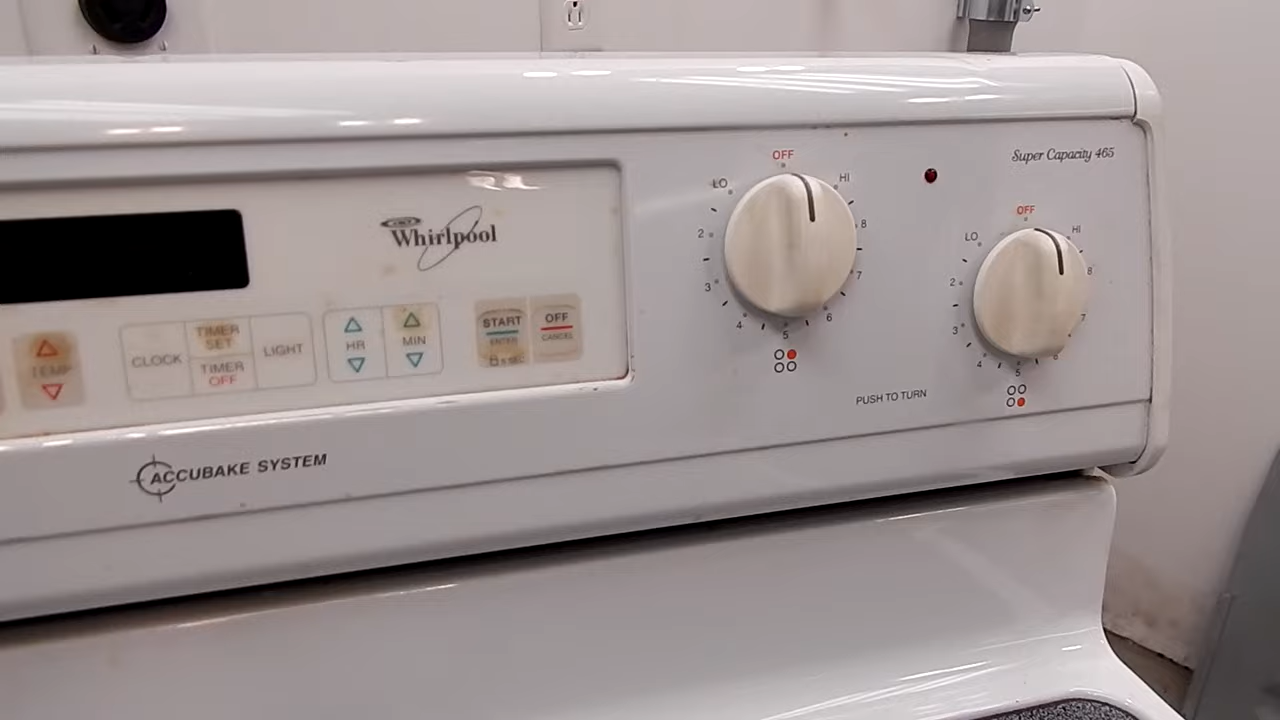 Whirlpool
TEMP
CLOCK
TIMER
SET
TIMER
OFF
LIGHT
HR
MIN
START
ENTER
OFF
CANCEL
ACCUBAKE SYSTEM
OFF
LO
HI
2
8
3
7
4
6
5
PUSH TO TURN
Super Capacity 465
OFF
LO
HI
2
8
3
7
4
6
5